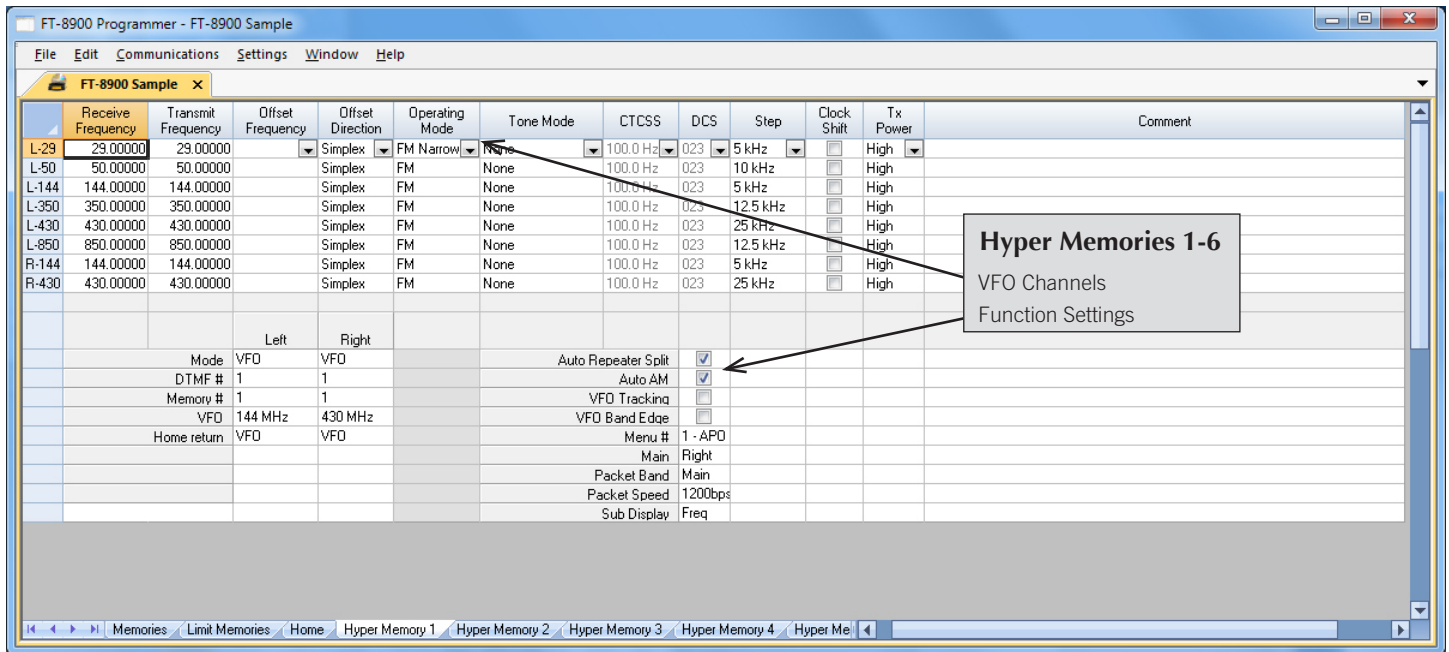 FT-8900 Programmer - FT-8900 Sample
File Edit Communications Settings Window Help
FT-8900 Sample x
Receive Frequency Transmit Frequency Offset Frequency Offset Direction Operating Mode Tone Mode CTCSS DCS Step Clock Shift Tx Power Comment
L-29 29.00000 29.00000 Simplex FM Narrow None 100.0 Hz 023 5 kHz High
L-50 50.00000 50.00000 Simplex FM None 100.0 Hz 023 10 kHz High
L-144 144.00000 144.00000 Simplex FM None 100.0 Hz 023 5 kHz High
L-350 350.00000 350.00000 Simplex FM None 100.0 Hz 023 12.5 kHz High
L-430 430.00000 430.00000 Simplex FM None 100.0 Hz 023 25 kHz High
L-850 850.00000 850.00000 Simplex FM None 100.0 Hz 023 12.5 kHz High
R-144 144.00000 144.00000 Simplex FM None 100.0 Hz 023 5 kHz High
R-430 430.00000 430.00000 Simplex FM None 100.0 Hz 023 25 kHz High
Hyper Memories 1-6
VFO Channels
Function Settings
Left Right
Mode VFO VFO Auto Repeater Split
DTMF # 1 1 Auto AM
Memory # 1 1 VFO Tracking
VFO 144 MHz 430 MHz VFO Band Edge
Home return VFO VFO Menu # 1 - APO
Main Right
Packet Band Main
Packet Speed 1200bps
Sub Display Freq
Memories Limit Memories Home Hyper Memory 1 Hyper Memory 2 Hyper Memory 3 Hyper Memory 4 Hyper Me